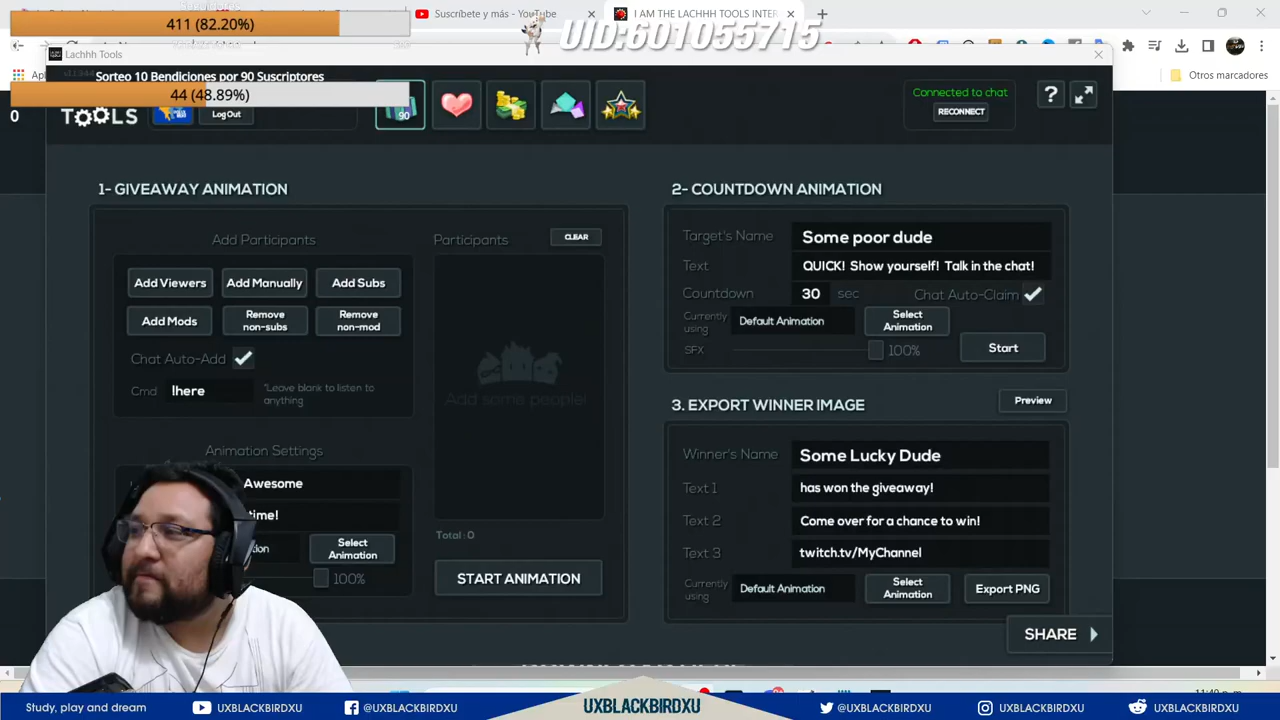 Seguidores
411 (82.20%)
Suscríbete y más - YouTube
I AM THE LACHHH TOOLS INTER
UID:601055715
Lachhh Tools
Sorteo 10 Bendiciones por 90 Suscriptores
44 (48.89%)
Otros marcadores
0
TOOLS
Log Out
90
Connected to chat
RECONNECT
?
1- GIVEAWAY ANIMATION
Add Participants
Participants
CLEAR
Add Viewers
Add Manually
Add Subs
Add Mods
Remove non-subs
Remove non-mod
Chat Auto-Add
Cmd
!here
*Leave blank to listen to anything
Add some people!
Animation Settings
Awesome
time!
Select Animation
100%
Total : 0
START ANIMATION
2- COUNTDOWN ANIMATION
Target's Name
Some poor dude
Text
QUICK! Show yourself! Talk in the chat!
Countdown
30
sec
Chat Auto-Claim
Currently using
Default Animation
Select Animation
SFX
100%
Start
3. EXPORT WINNER IMAGE
Preview
Winner's Name
Some Lucky Dude
Text 1
has won the giveaway!
Text 2
Come over for a chance to win!
Text 3
twitch.tv/MyChannel
Currently using
Default Animation
Select Animation
Export PNG
SHARE
11:40 p. m.
Study, play and dream
UXBLACKBIRDXU
@UXBLACKBIRDXU
UXBLACKBIRDXU
@UXBLACKBIRDXU
UXBLACKBIRDXU
UXBLACKBIRDXU